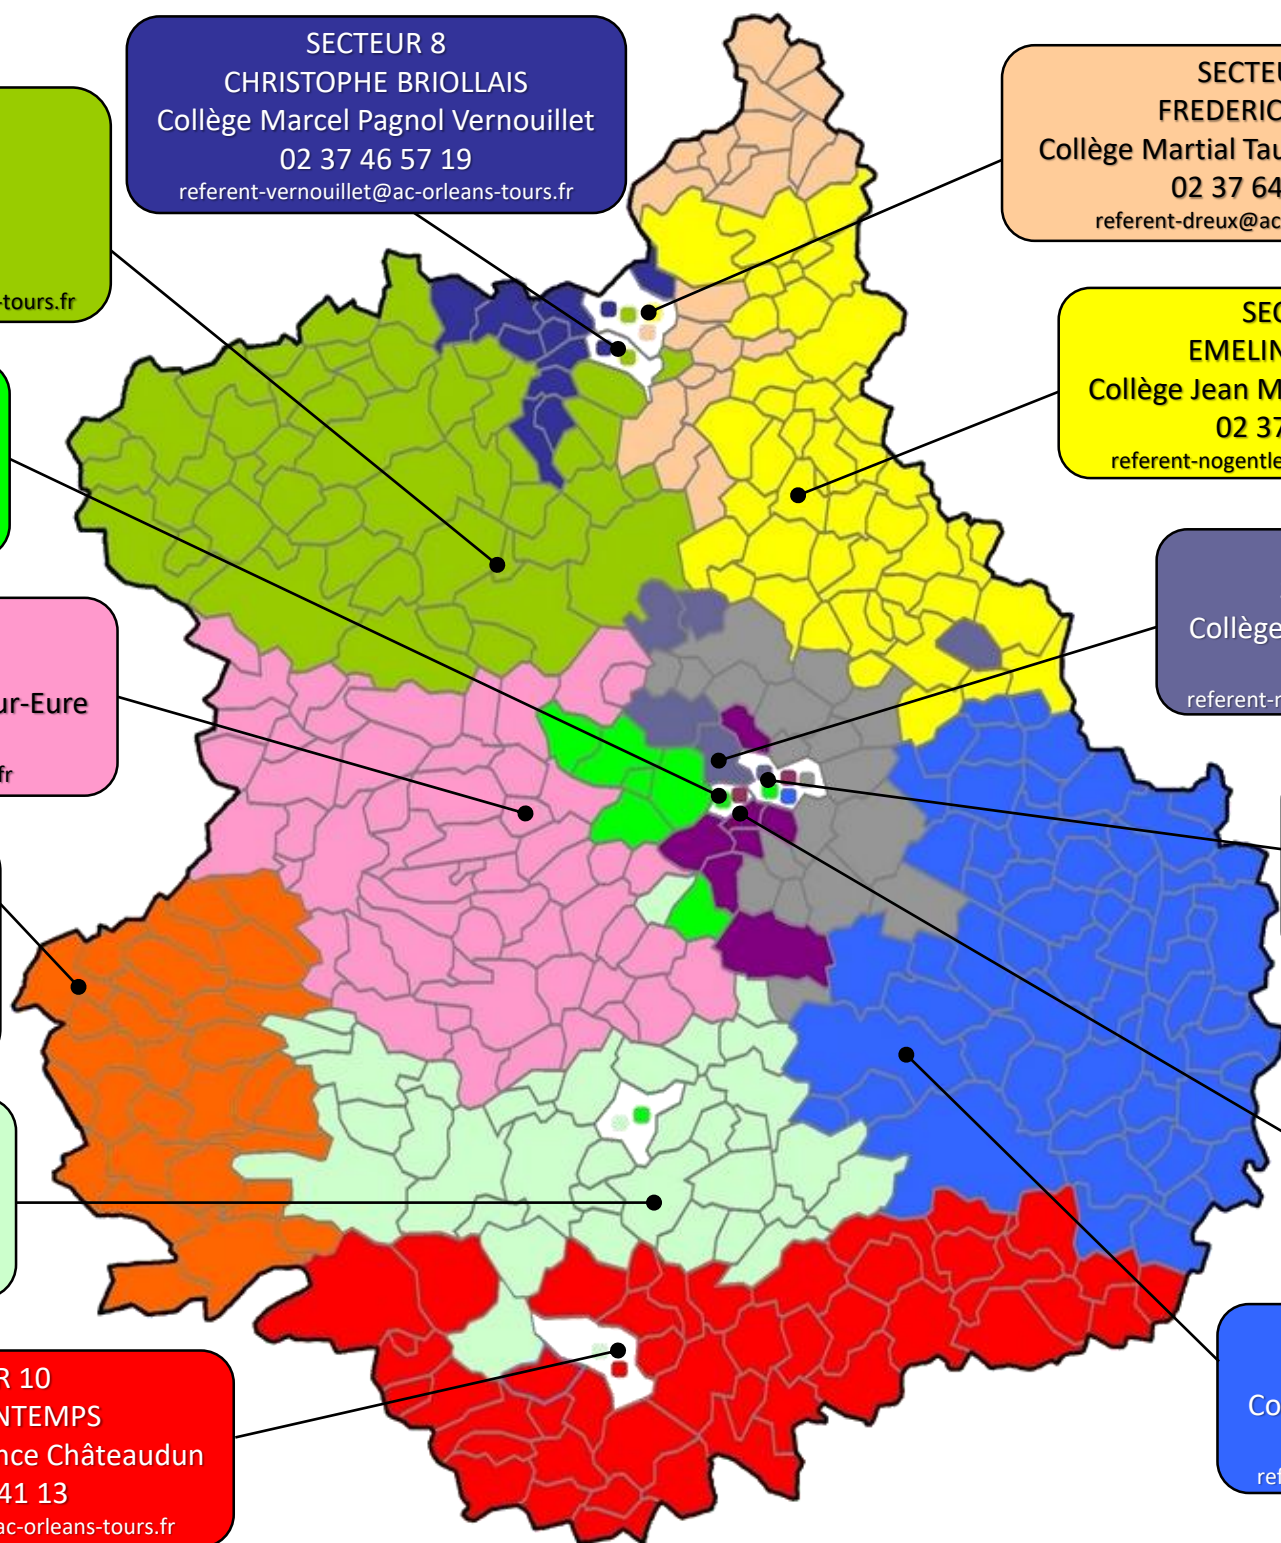 SECTEUR 8
CHRISTOPHE BRIOLLAIS
Collège Marcel Pagnol Vernouillet
02 37 46 57 19
referent-vernouillet@ac-orleans-tours.fr
SECTEU
FREDERIC
Collège Martial Tau
02 37 64
referent-dreux@ac
-tours.fr
SEC
EMELIN
Collège Jean M
02 37
referent-nogentle
Collège
referent-r
ur-Eure
fr
R 10
NTEMPS
nce Châteaudun
41 13
ac-orleans-tours.fr
Co
ref